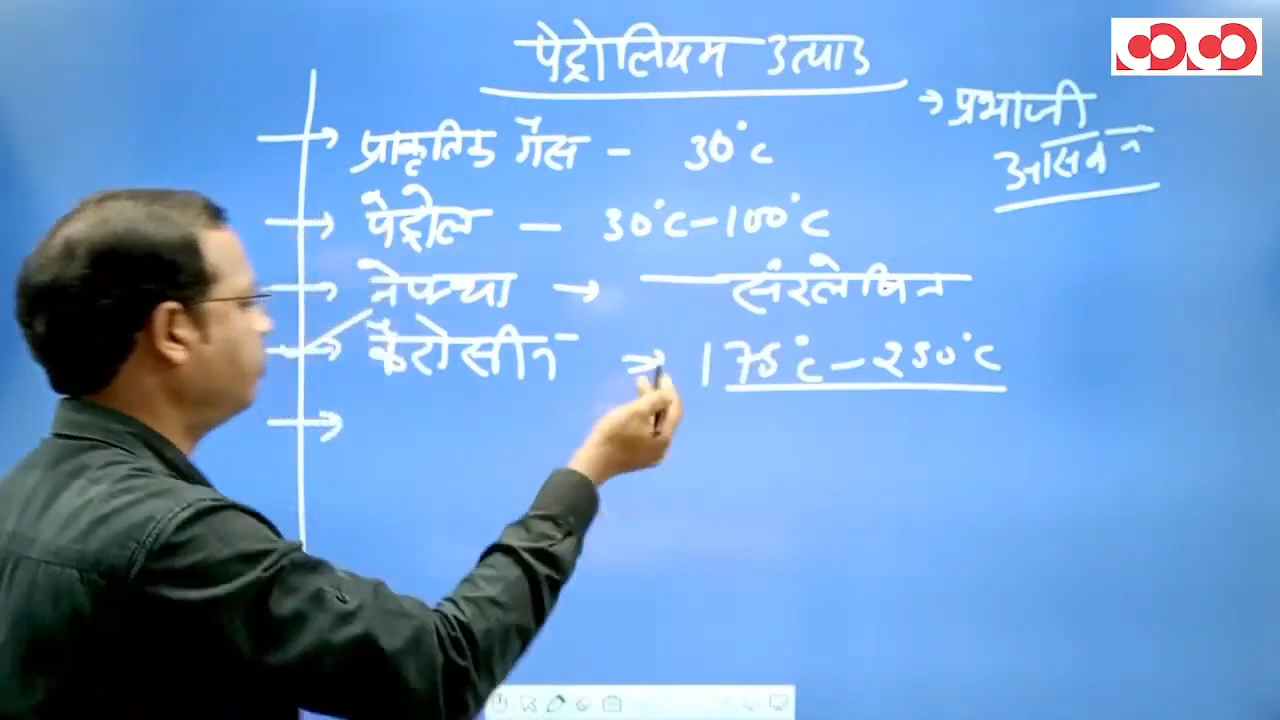 पेट्रोलियम उत्पाद
→ प्रभाजी
आसवन
→ प्राकृतिक गैस - 30°C
→ पेट्रोल - 30°C-100°C
→ नेफ्था → संश्लेषित
→ कैरोसीन ⇒ 175°C-250°C